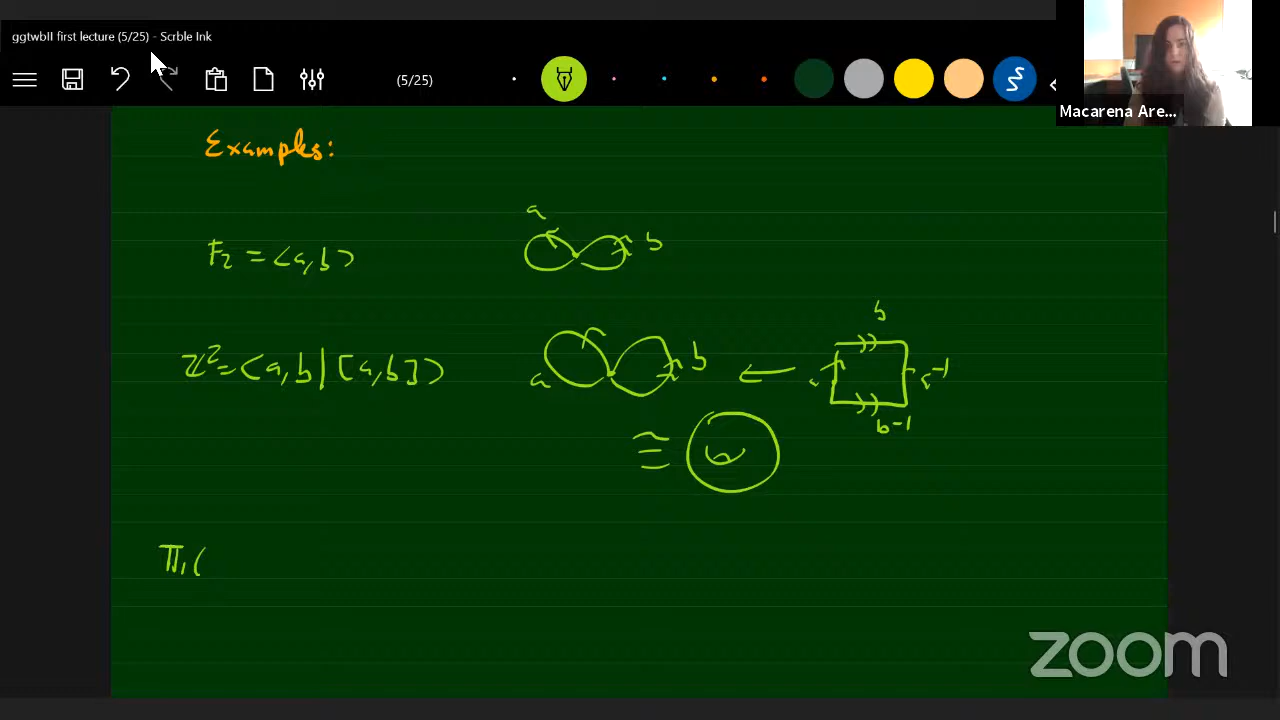 ggtwbII first lecture (5/25) - Scrble Ink
(5/25)
Macarena Are...
Examples:
F₂ = <a,b>
a
b
ℤ² = <a,b | [a,b]>
a
b
b
a⁻¹
b-1
≅
π₁(
zoom